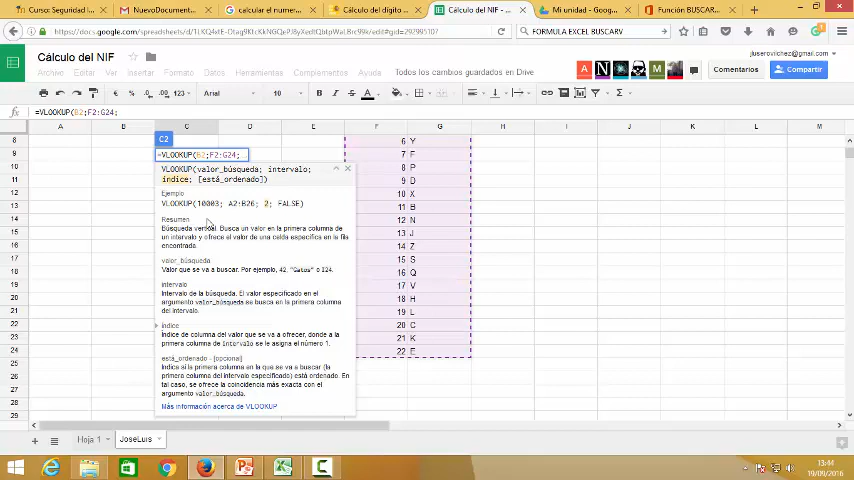 Curso: Seguridad I
NuevoDocument...
calcular el numer...
Cálculo del dígito ...
Cálculo del NIF - ...
Mi unidad - Goog...
Función BUSCAR...
https://docs.google.com/spreadsheets/d/
FORMULA EXCEL BUSCARV
Cálculo del NIF
jluserovilchez@gmail.com
Archivo Editar Ver Insertar Formato Datos Herramientas Complementos Ayuda
Todos los cambios guardados en Drive
A N M
Comentarios
Compartir
€ % .0 .00 123
Arial
10
B I S A
fx =VLOOKUP(B2;F2:G24;
A B C D E F G H I J K L M
C2
8 6 Y
9 =VLOOKUP(B2;F2:G24; 7 F
10 VLOOKUP(valor_búsqueda; intervalo; 8 P
11 índice; [está_ordenado]) 9 D
12 Ejemplo 10 X
13 VLOOKUP(10003; A2:B26; 2; FALSE) 11 B
14 Resumen 12 N
15 Búsqueda vertical. Busca un valor en la primera columna de 13 J
un intervalo y ofrece el valor de una celda específica en la fila
16 encontrada. 14 Z
17 valor_búsqueda 15 S
18 Valor que se va a buscar. Por ejemplo, 42, "Gatos" o I24. 16 Q
19 intervalo 17 V
20 Intervalo de la búsqueda. El valor especificado en el 18 H
21 argumento valor_búsqueda se busca en la primera columna 19 L
del intervalo.
22 índice 20 C
23 Índice de columna del valor que se va a ofrecer, donde a la 21 K
24 primera columna de intervalo se le asigna el número 1. 22 E
25 está_ordenado - [opcional]
26 Indica si la primera columna en la que se va a buscar (la
primera columna del intervalo especificado) está ordenado. En
27 tal caso, se ofrece la coincidencia más exacta con el
28 argumento valor_búsqueda.
29 Más información acerca de VLOOKUP
Hoja 1
JoseLuis
13:44
19/09/2016